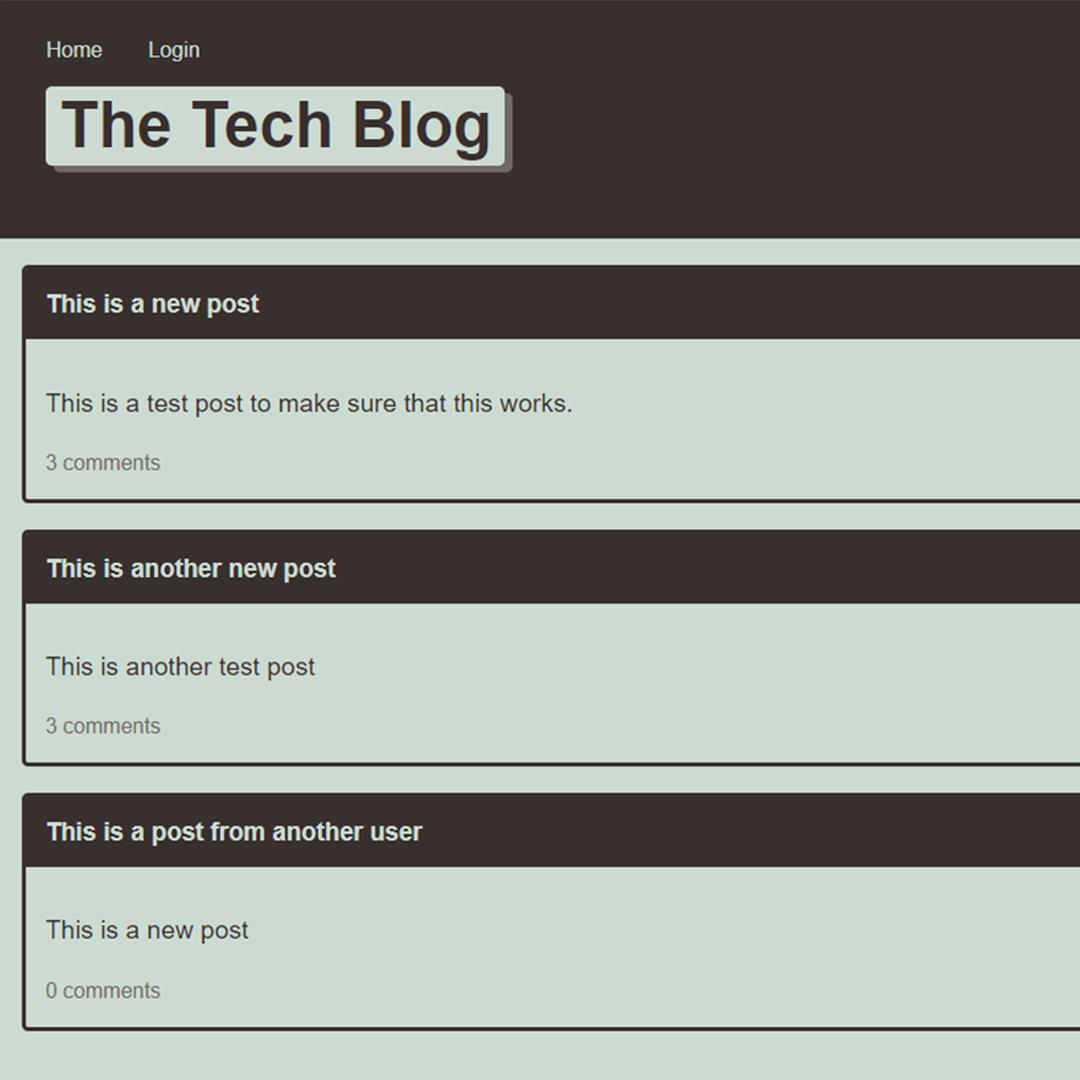 Home Login
The Tech Blog
This is a new post
This is a test post to make sure that this works.
3 comments
This is another new post
This is another test post
3 comments
This is a post from another user
This is a new post
0 comments